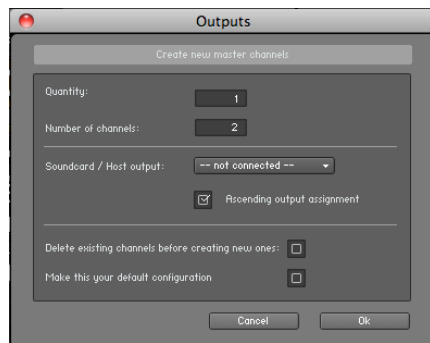 Outputs
Create new master channels
Quantity: 1
Number of channels: 2
Soundcard / Host output: -- not connected --
Ascending output assignment
Delete existing channels before creating new ones:
Make this your default configuration
Cancel Ok